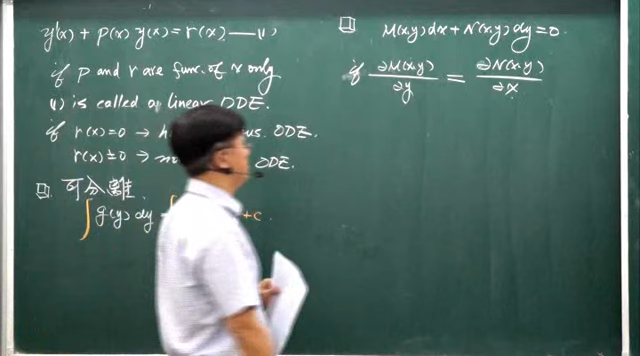 y'(x) + p(x) y(x) = r(x) — (1)
if p and r are func. of x only
(1) is called a linear ODE.
if r(x)=0 → ODE.
r(x)≠0 → ODE.
□ 可分離
∫ g(y) dy = ∫ + c.
□ M(x,y)dx + N(x,y)dy = 0.
if ∂M(x,y)/∂y = ∂N(x,y)/∂x